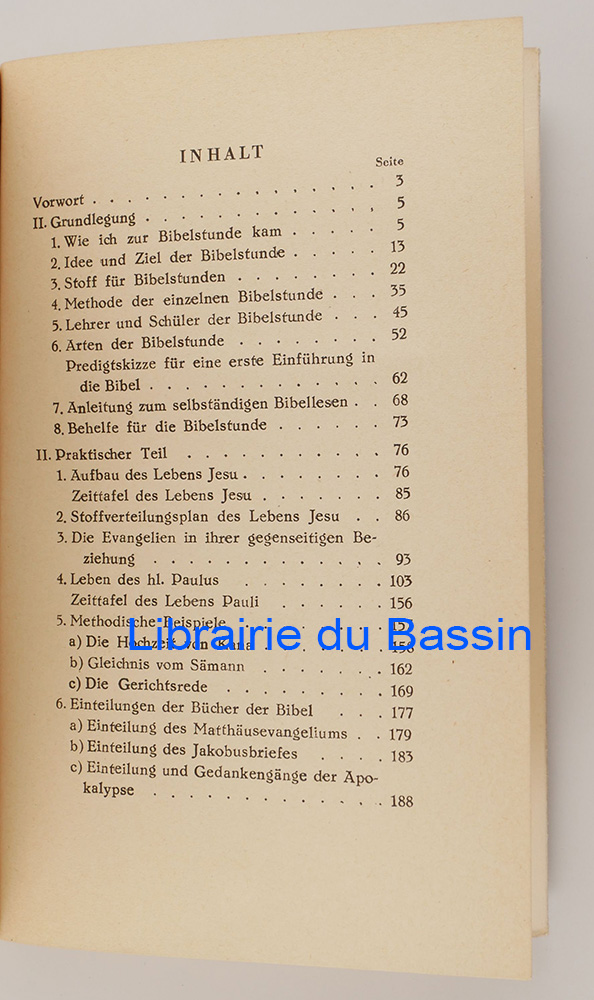 INHALT
Seite
Vorwort . . . . . . . . . . . . . . . 3
II. Grundlegung . . . . . . . . . . . . 5
1. Wie ich zur Bibelstunde kam . . . . . 5
2. Idee und Ziel der Bibelstunde . . . . . 13
3. Stoff für Bibelstunden . . . . . . . . 22
4. Methode der einzelnen Bibelstunde . . . 35
5. Lehrer und Schüler der Bibelstunde . . . 45
6. Arten der Bibelstunde . . . . . . . . 52
Predigtskizze für eine erste Einführung in
die Bibel . . . . . . . . . . . . 62
7. Anleitung zum selbständigen Bibellesen . . 68
8. Behelfe für die Bibelstunde . . . . . . 73
II. Praktischer Teil . . . . . . . . . . . 76
1. Aufbau des Lebens Jesu . . . . . . . . 76
Zeittafel des Lebens Jesu . . . . . . . 85
2. Stoffverteilungsplan des Lebens Jesu . . 86
3. Die Evangelien in ihrer gegenseitigen Be-
ziehung . . . . . . . . . . . . . 93
4. Leben des hl. Paulus . . . . . . . . 103
Zeittafel des Lebens Pauli . . . . . . 156
5. Methodische Beispiele
a) Die Hochzeit von Kana
Librairie du Bassin
b) Gleichnis vom Sämann . . . . . . . 162
c) Die Gerichtsrede . . . . . . . . . 169
6. Einteilungen der Bücher der Bibel . . . 177
a) Einteilung des Matthäusevangeliums . . 179
b) Einteilung des Jakobusbriefes . . . . 183
c) Einteilung und Gedankengänge der Apo-
kalypse . . . . . . . . . . . . 188